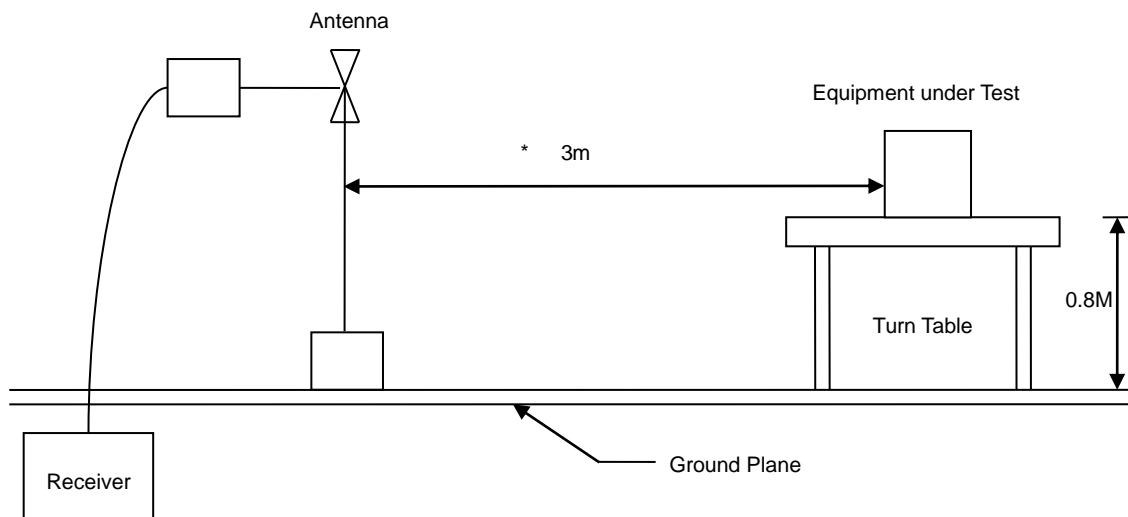 Antenna
Equipment under Test
* 3m
0.8M
Turn Table
Ground Plane
Receiver